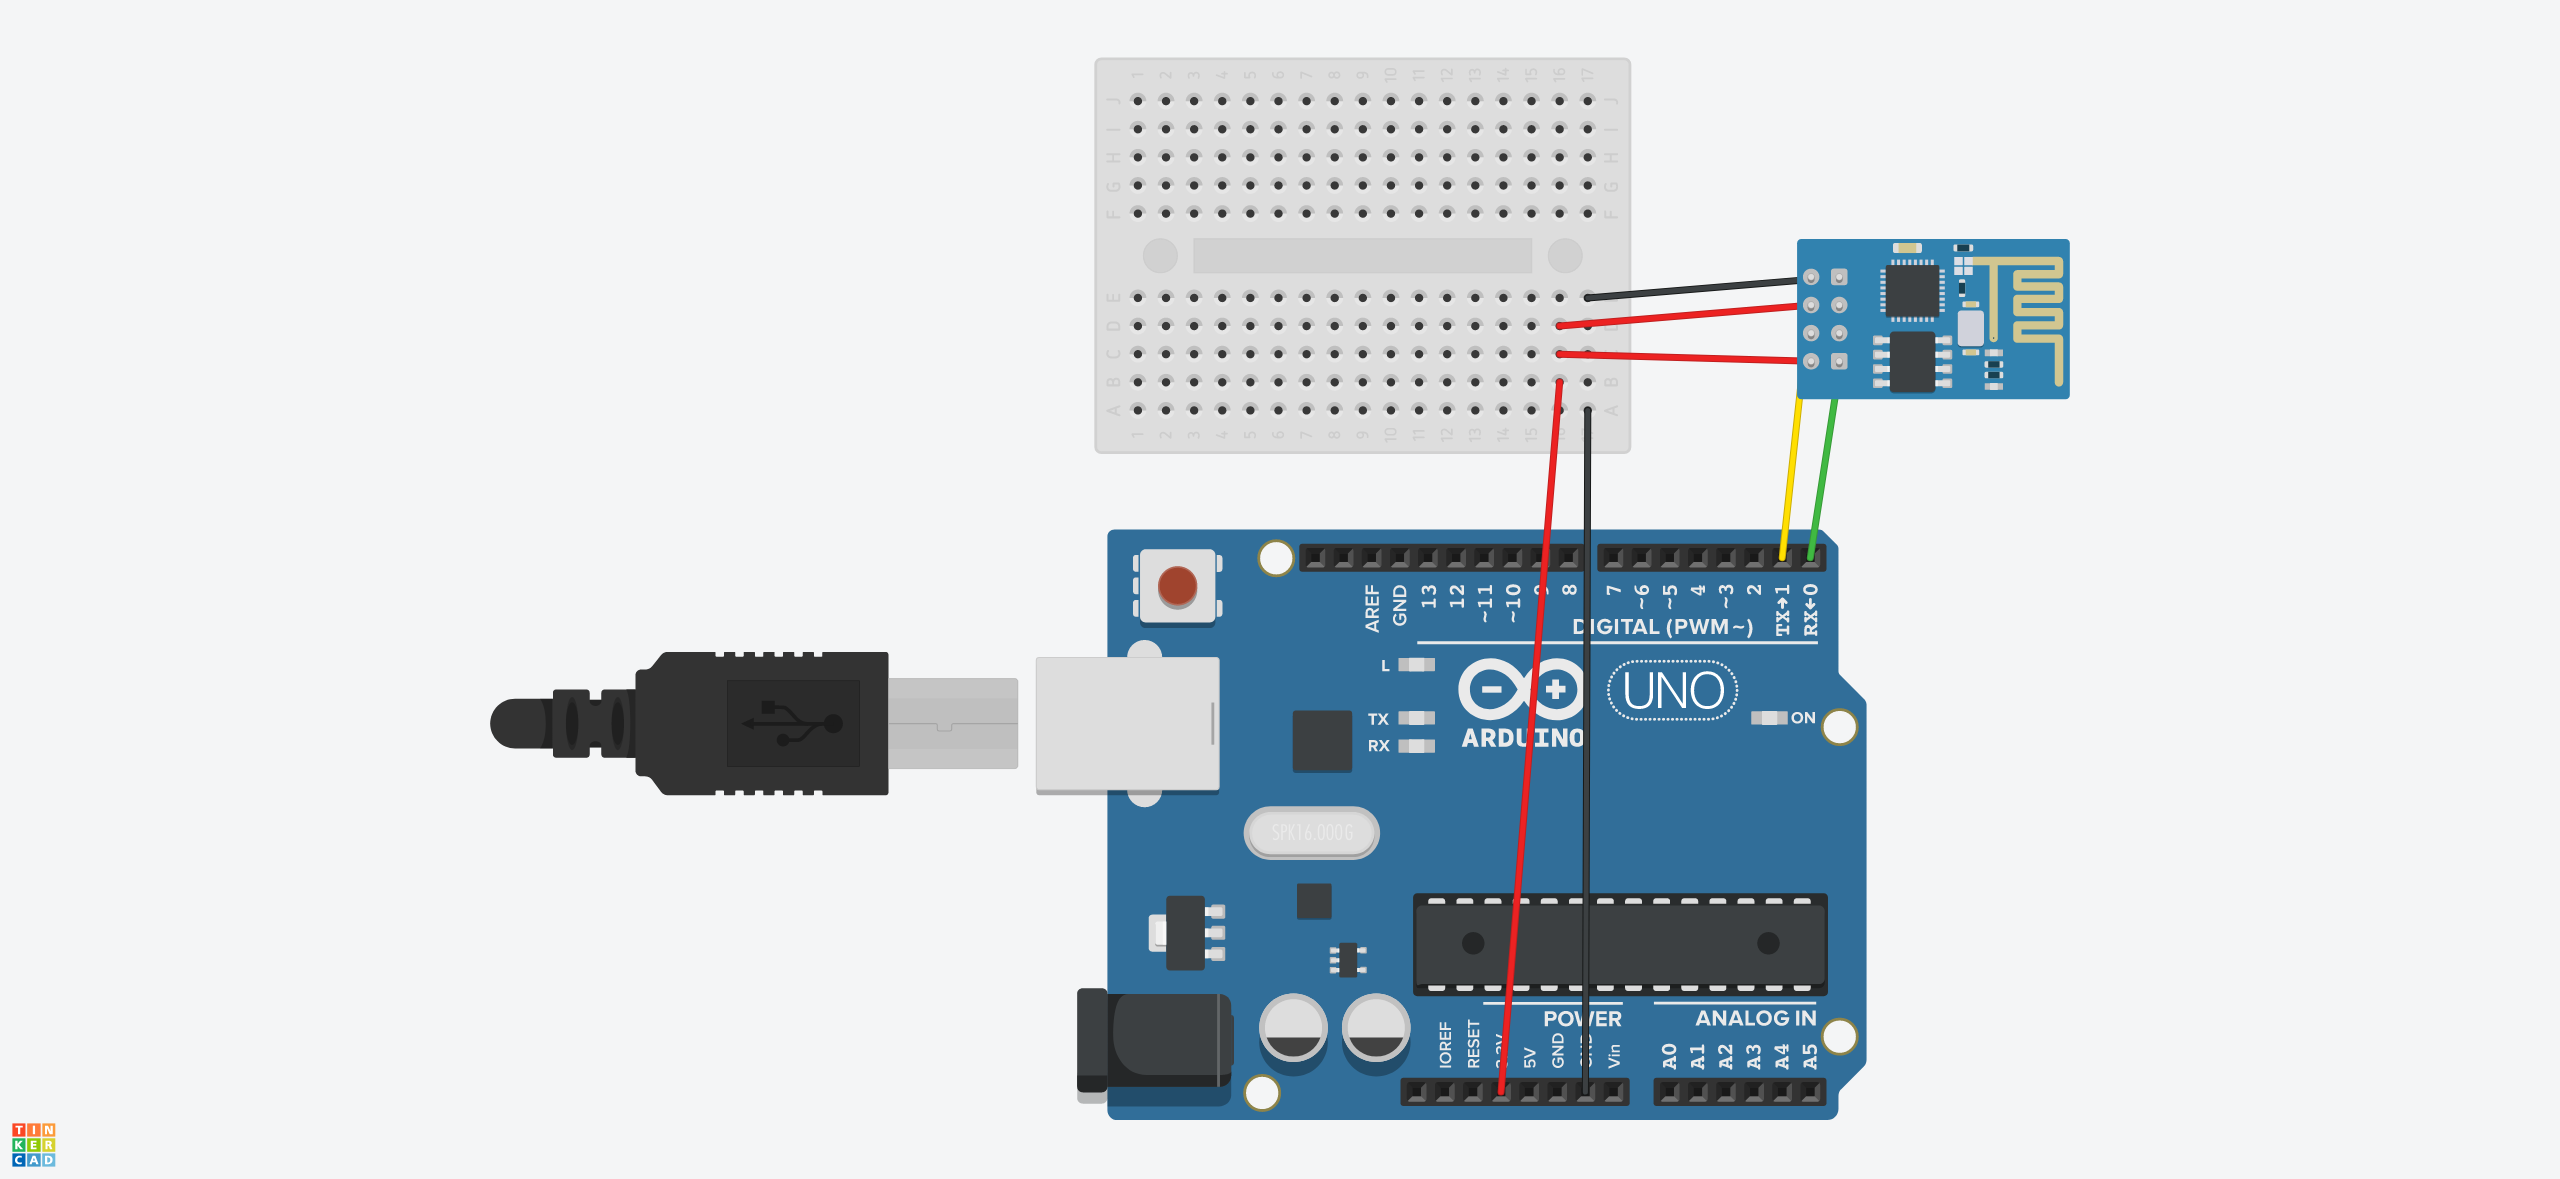 1 2 3 4 5 6 7 8 9 10 11 12 13 14 15 16 17
J J
I I
H H
G G
F F
E
D
C
B B
A A
1 2 3 4 5 6 7 8 9 10 11 12 13 14 15
AREF GND 13 12 ~11 ~10 9 8 7 ~6 ~5 4 ~3 2 TX→1 RX←0
DIGITAL (PWM~)
L
TX
RX
ARDUINO
UNO
ON
SPK16.000G
POWER
ANALOG IN
IOREF RESET 3.3V 5V GND GND Vin A0 A1 A2 A3 A4 A5
TIN
KER
CAD